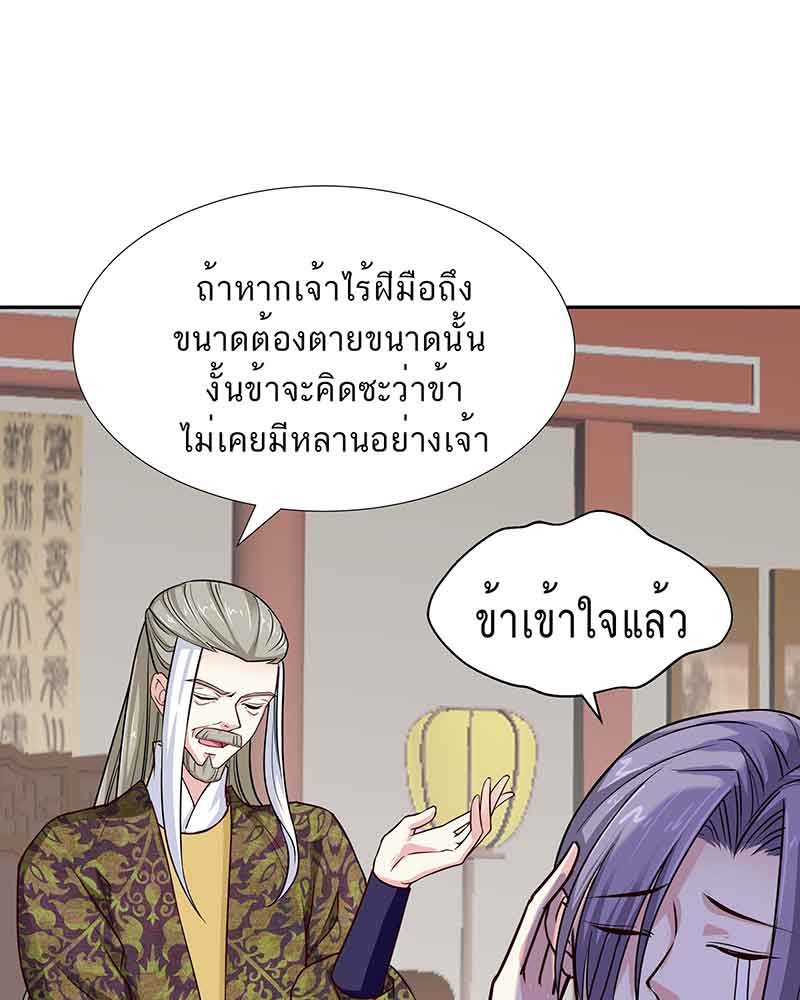 ถ้าหากเจ้าไร้ฝีมือถึง
ขนาดต้องตายขนาดนั้น
งั้นข้าจะคิดซะว่าข้า
ไม่เคยมีหลานอย่างเจ้า
ข้าเข้าใจแล้ว